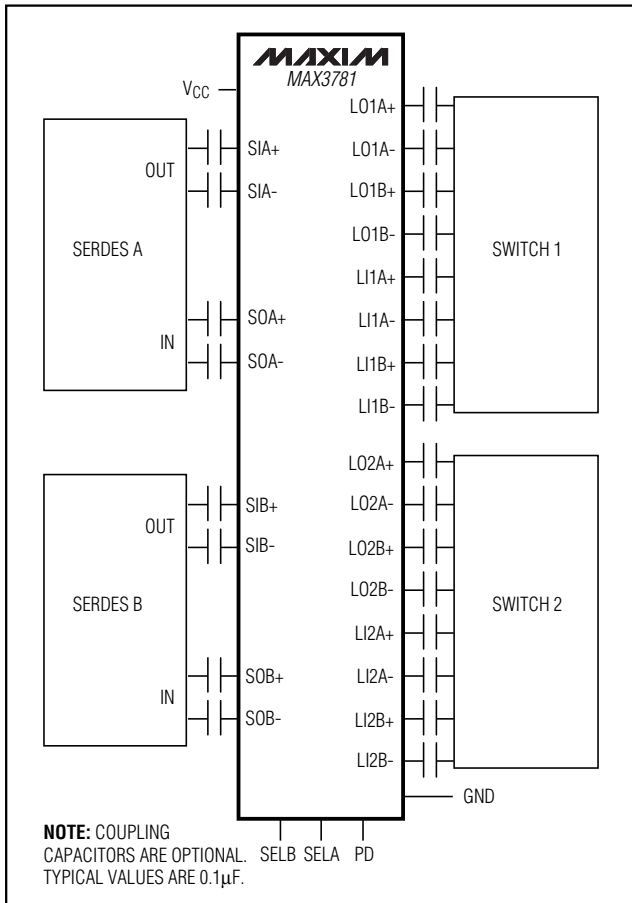 MAXIM
MAX3781
VCC
SERDES A
OUT
IN
SIA+
SIA-
SOA+
SOA-
SERDES B
OUT
IN
SIB+
SIB-
SOB+
SOB-
LO1A+
LO1A-
LO1B+
LO1B-
LI1A+
LI1A-
LI1B+
LI1B-
SWITCH 1
LO2A+
LO2A-
LO2B+
LO2B-
LI2A+
LI2A-
LI2B+
LI2B-
SWITCH 2
GND
SELB SELA PD
NOTE: COUPLING
CAPACITORS ARE OPTIONAL.
TYPICAL VALUES ARE 0.1μF.